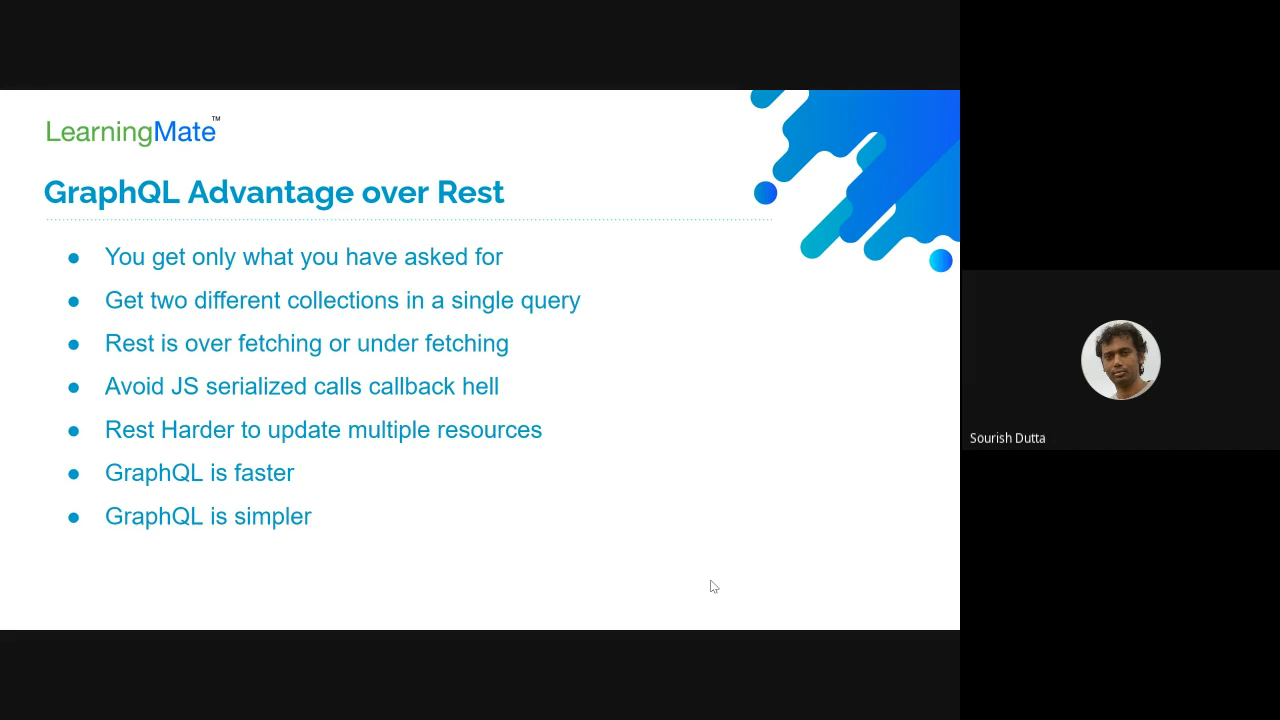 LearningMate™
GraphQL Advantage over Rest
● You get only what you have asked for
● Get two different collections in a single query
● Rest is over fetching or under fetching
● Avoid JS serialized calls callback hell
● Rest Harder to update multiple resources
● GraphQL is faster
● GraphQL is simpler
Sourish Dutta